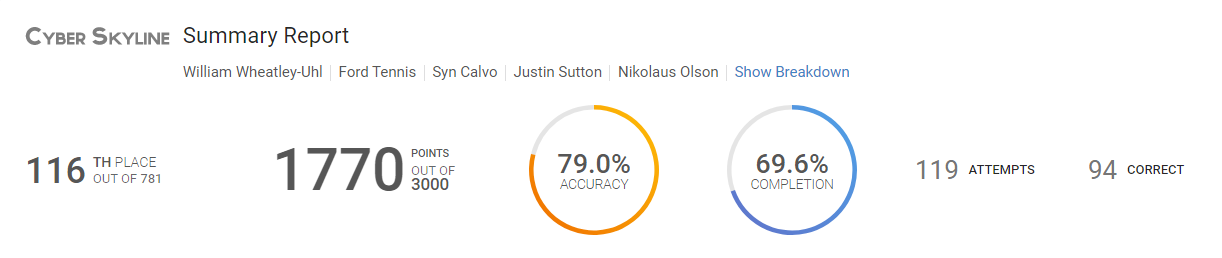 CYBER SKYLINE Summary Report
William Wheatley-Uhl Ford Tennis Syn Calvo Justin Sutton Nikolaus Olson Show Breakdown
116 TH PLACE
OUT OF 781
1770 POINTS
OUT OF
3000
79.0%
ACCURACY
69.6%
COMPLETION
119 ATTEMPTS
94 CORRECT